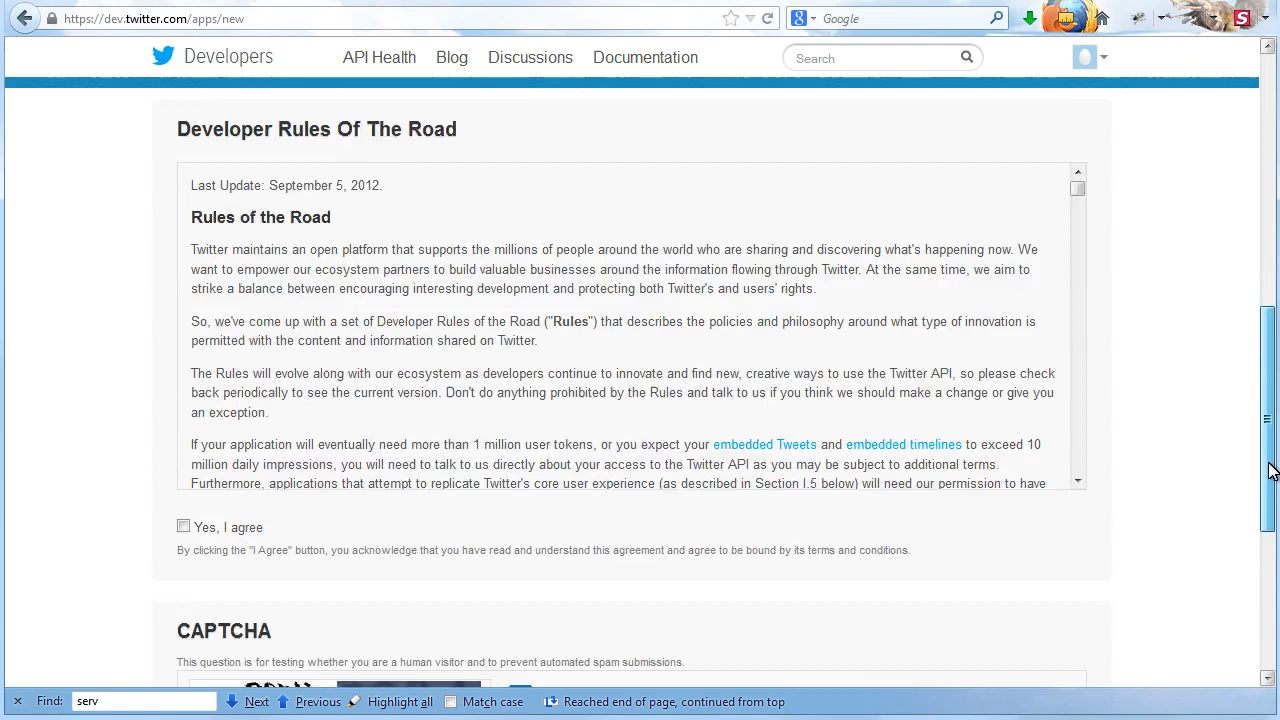 https://dev.twitter.com/apps/new
Google
Developers
API Health
Blog
Discussions
Documentation
Search
Developer Rules Of The Road
Last Update: September 5, 2012.
Rules of the Road
Twitter maintains an open platform that supports the millions of people around the world who are sharing and discovering what's happening now. We
want to empower our ecosystem partners to build valuable businesses around the information flowing through Twitter. At the same time, we aim to
strike a balance between encouraging interesting development and protecting both Twitter's and users' rights.
So, we've come up with a set of Developer Rules of the Road ("Rules") that describes the policies and philosophy around what type of innovation is
permitted with the content and information shared on Twitter.
The Rules will evolve along with our ecosystem as developers continue to innovate and find new, creative ways to use the Twitter API, so please check
back periodically to see the current version. Don't do anything prohibited by the Rules and talk to us if you think we should make a change or give you
an exception.
If your application will eventually need more than 1 million user tokens, or you expect your embedded Tweets and embedded timelines to exceed 10
million daily impressions, you will need to talk to us directly about your access to the Twitter API as you may be subject to additional terms.
Furthermore, applications that attempt to replicate Twitter's core user experience (as described in Section I.5 below) will need our permission to have
Yes, I agree
By clicking the "I Agree" button, you acknowledge that you have read and understand this agreement and agree to be bound by its terms and conditions.
CAPTCHA
This question is for testing whether you are a human visitor and to prevent automated spam submissions.
Find: serv Next Previous Highlight all Match case Reached end of page, continued from top